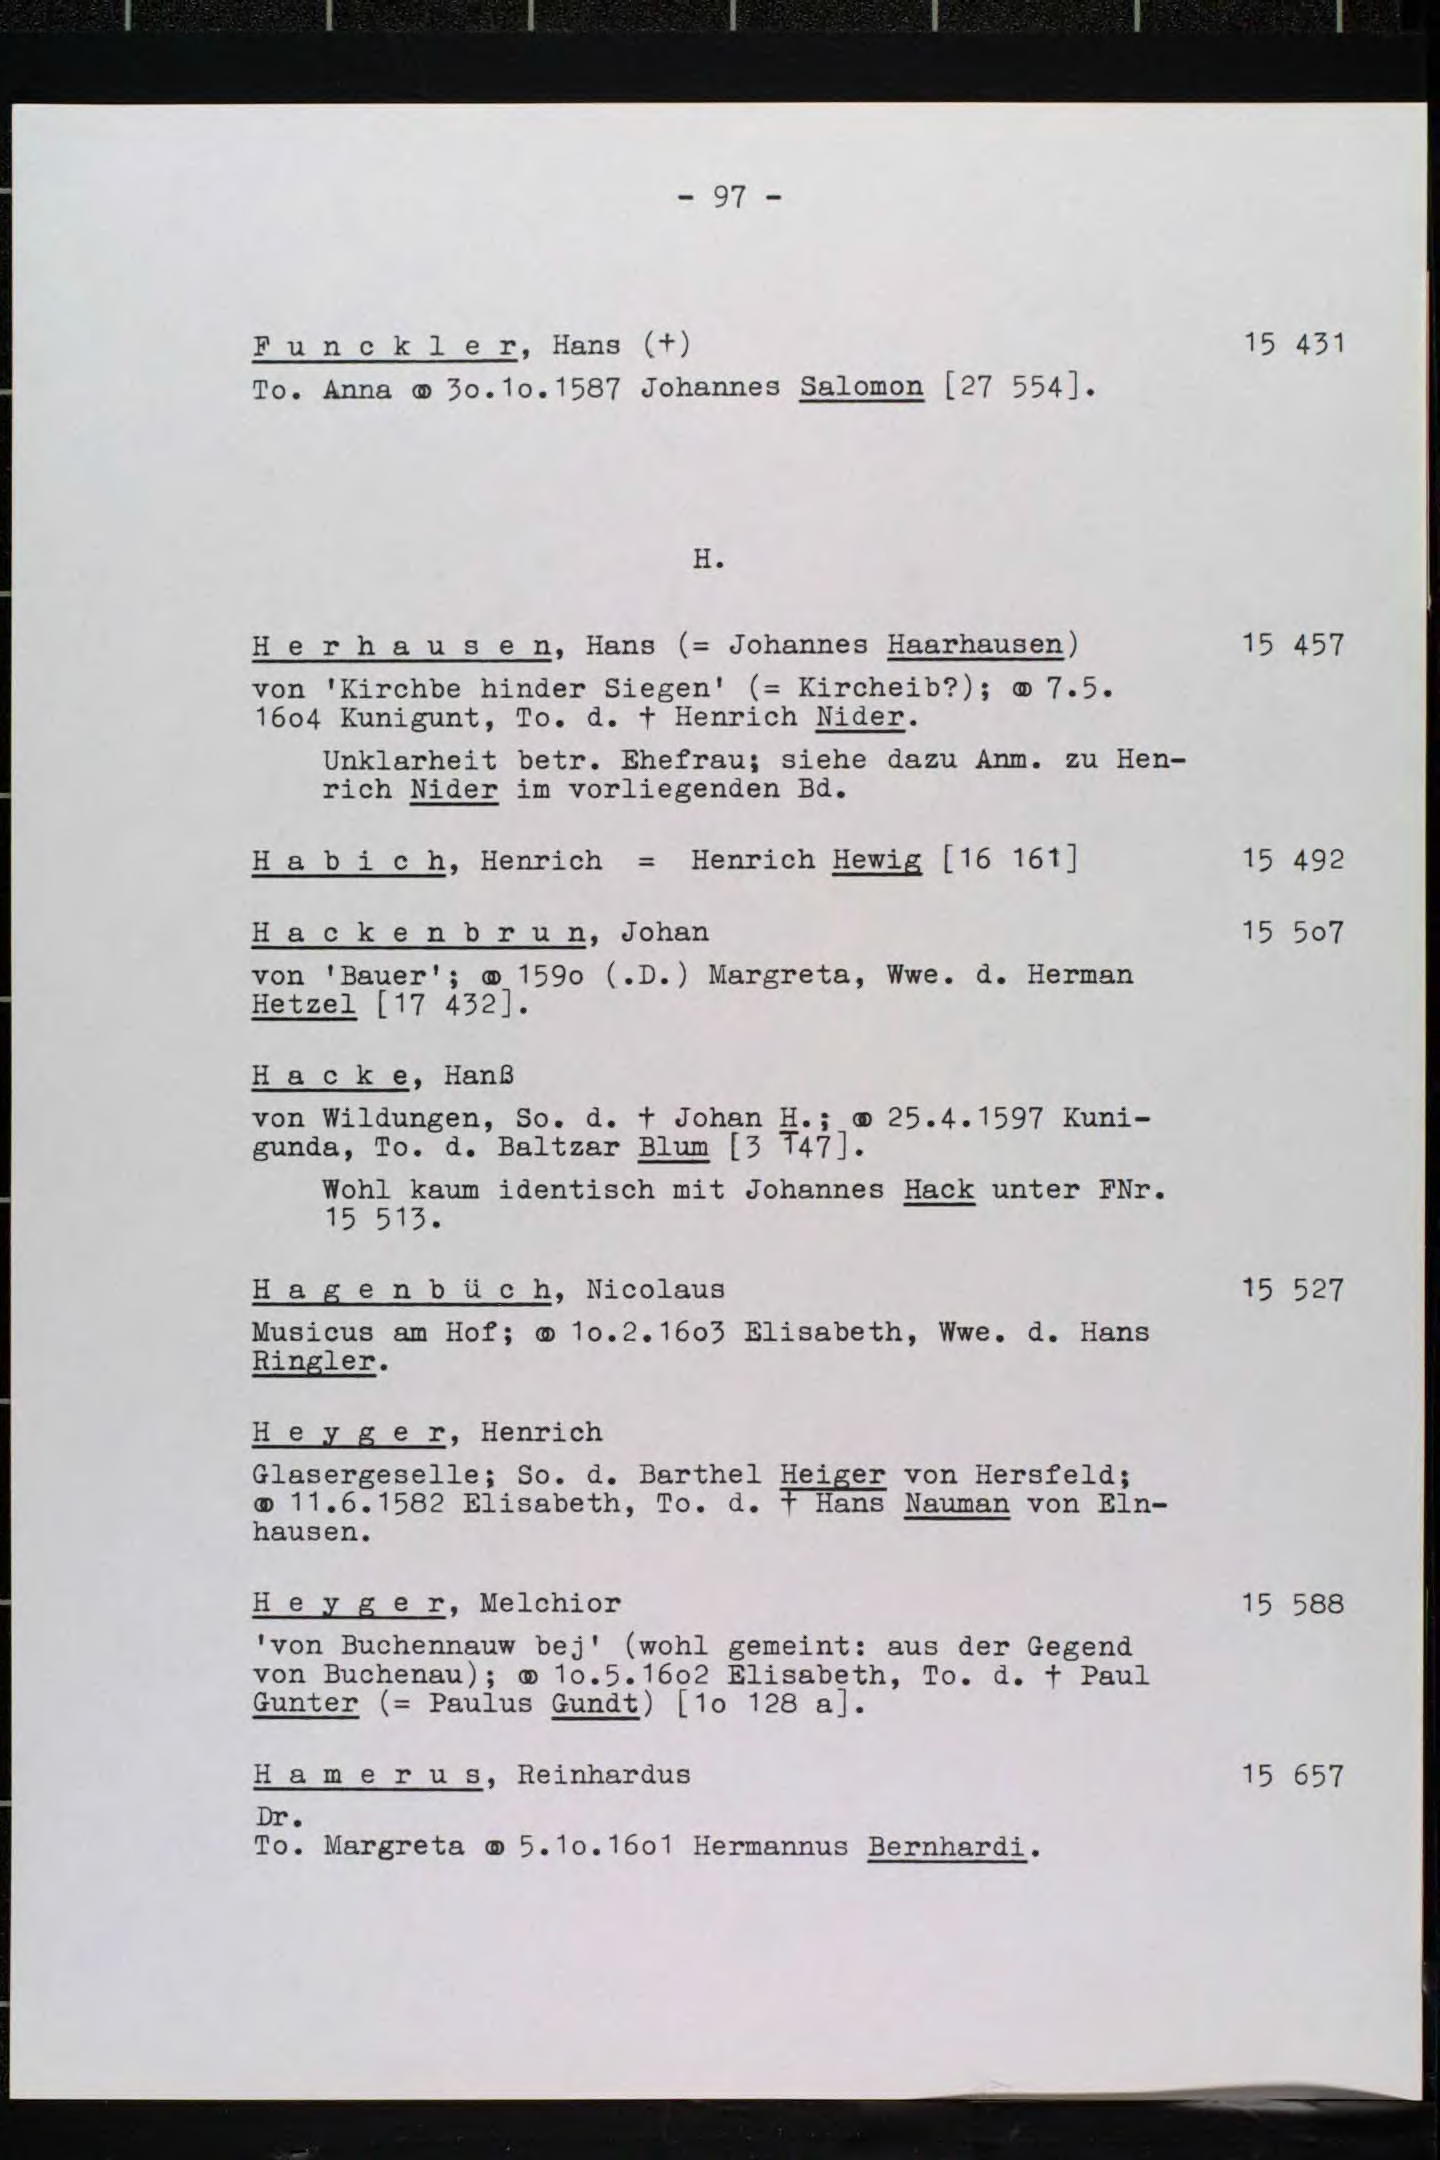 - 97 -
F u n c k l e r, Hans (+) 15 431
To. Anna ⚭ 3o.1o.1587 Johannes Salomon [27 554].
H.
H e r h a u s e n, Hans (= Johannes Haarhausen) 15 457
von 'Kirchbe hinder Siegen' (= Kircheib?); ⚭ 7.5.
16o4 Kunigunt, To. d. † Henrich Nider.
Unklarheit betr. Ehefrau; siehe dazu Anm. zu Hen-
rich Nider im vorliegenden Bd.
H a b i c h, Henrich = Henrich Hewig [16 161] 15 492
H a c k e n b r u n, Johan 15 5o7
von 'Bauer'; ⚭ 159o (.D.) Margreta, Wwe. d. Herman
Hetzel [17 432].
H a c k e, Hanß
von Wildungen, So. d. † Johan H.; ⚭ 25.4.1597 Kuni-
gunda, To. d. Baltzar Blum [3 147].
Wohl kaum identisch mit Johannes Hack unter FNr.
15 513.
H a g e n b ü c h, Nicolaus 15 527
Musicus am Hof; ⚭ 1o.2.16o3 Elisabeth, Wwe. d. Hans
Ringler.
H e y g e r, Henrich
Glasergeselle; So. d. Barthel Heiger von Hersfeld;
⚭ 11.6.1582 Elisabeth, To. d. † Hans Nauman von Eln-
hausen.
H e y g e r, Melchior 15 588
'von Buchennauw bej' (wohl gemeint: aus der Gegend
von Buchenau); ⚭ 1o.5.16o2 Elisabeth, To. d. † Paul
Gunter (= Paulus Gundt) [1o 128 a].
H a m e r u s, Reinhardus 15 657
Dr.
To. Margreta ⚭ 5.1o.16o1 Hermannus Bernhardi.